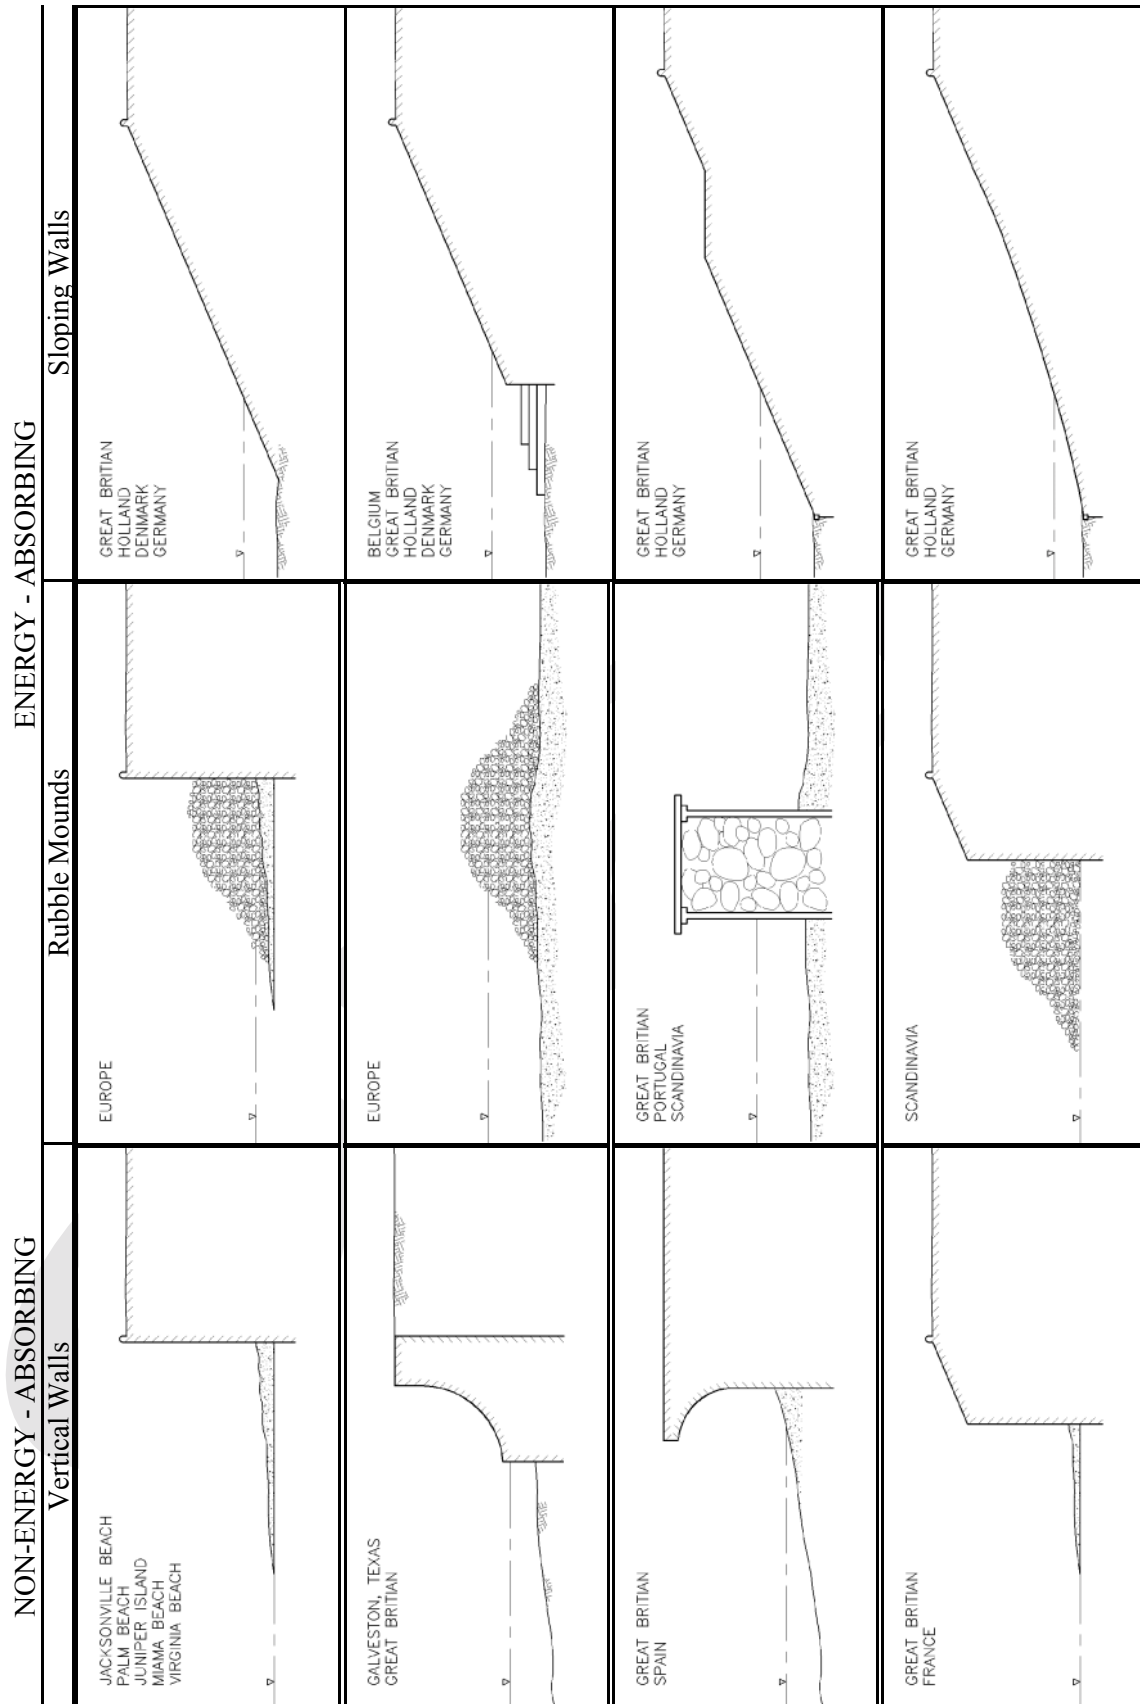 NON-ENERGY - ABSORBING
ENERGY - ABSORBING
Vertical Walls
Rubble Mounds
Sloping Walls
JACKSONVILLE BEACH
PALM BEACH
JUNIPER ISLAND
MIAMA BEACH
VIRGINIA BEACH
EUROPE
GREAT BRITIAN
HOLLAND
DENMARK
GERMANY
GALVESTON, TEXAS
GREAT BRITIAN
EUROPE
BELGIUM
GREAT BRITIAN
HOLLAND
DENMARK
GERMANY
GREAT BRITIAN
SPAIN
GREAT BRITIAN
PORTUGAL
SCANDINAVIA
GREAT BRITIAN
HOLLAND
GERMANY
GREAT BRITIAN
FRANCE
SCANDINAVIA
GREAT BRITIAN
HOLLAND
GERMANY